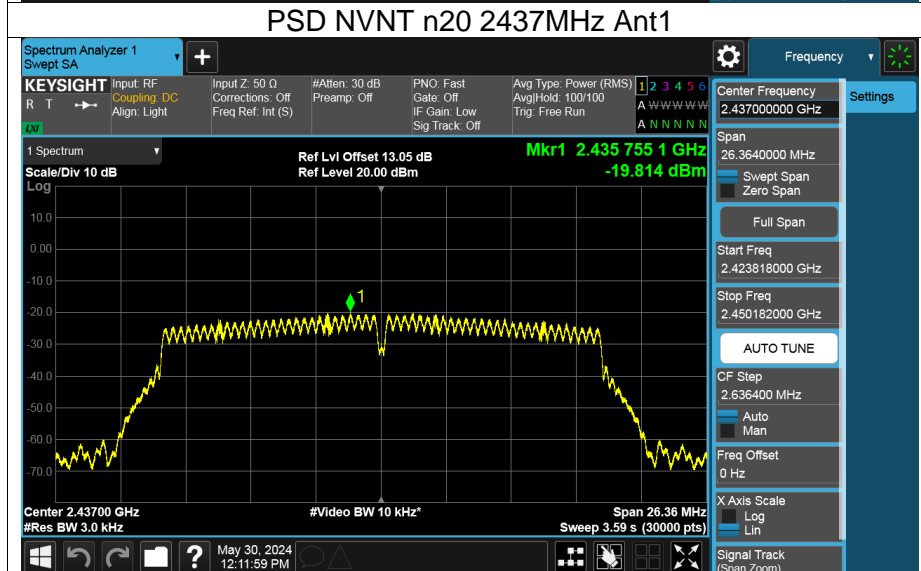 PSD NVNT n20 2437MHz Ant1
Spectrum Analyzer 1
Swept SA
+
Frequency
KEYSIGHT
R T
LXI
Input: RF
Coupling: DC
Align: Light
Input Z: 50 Ω
Corrections: Off
Freq Ref: Int (S)
#Atten: 30 dB
Preamp: Off
PNO: Fast
Gate: Off
IF Gain: Low
Sig Track: Off
Avg Type: Power (RMS)
Avg|Hold: 100/100
Trig: Free Run
1 2 3 4 5 6
A W W W W W
A N N N N N
1 Spectrum
Scale/Div 10 dB
Log
Ref Lvl Offset 13.05 dB
Ref Level 20.00 dBm
Mkr1 2.435 755 1 GHz
-19.814 dBm
10.0
0.00
-10.0
-20.0
-30.0
-40.0
-50.0
-60.0
-70.0
1
Center 2.43700 GHz
#Res BW 3.0 kHz
#Video BW 10 kHz*
Span 26.36 MHz
Sweep 3.59 s (30000 pts)
?
May 30, 2024
12:11:59 PM
Center Frequency
2.437000000 GHz
Span
26.3640000 MHz
Swept Span
Zero Span
Full Span
Start Freq
2.423818000 GHz
Stop Freq
2.450182000 GHz
AUTO TUNE
CF Step
2.636400 MHz
Auto
Man
Freq Offset
0 Hz
X Axis Scale
Log
Lin
Signal Track
(Span Zoom)
Settings